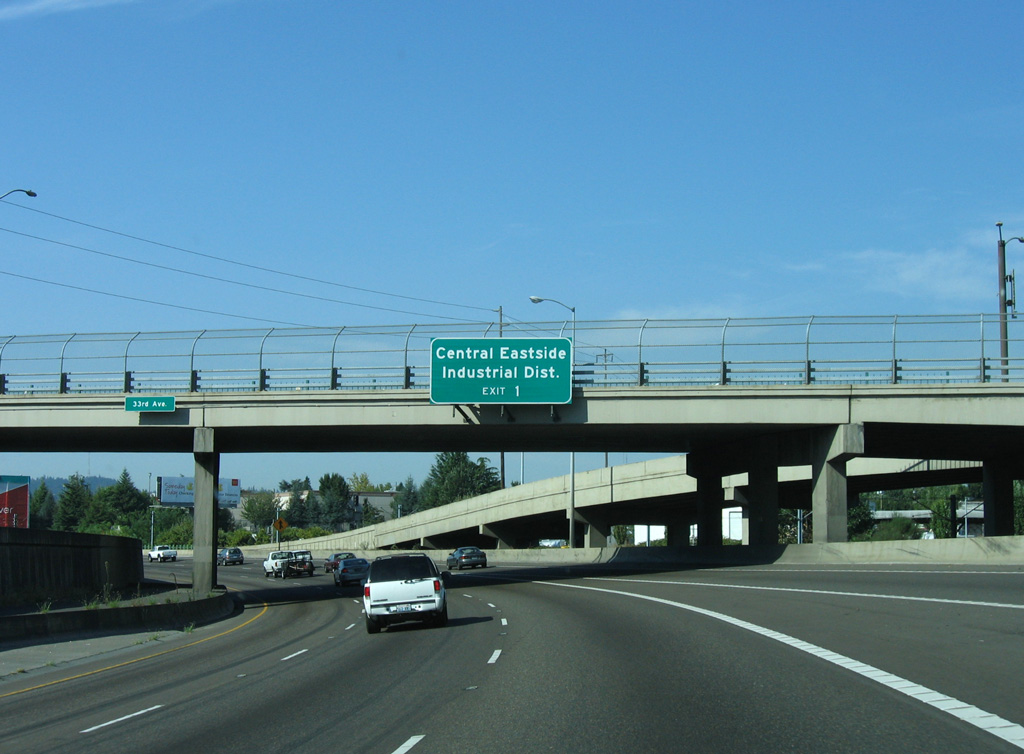 Central Eastside
Industrial Dist.
EXIT 1
33rd Ave.